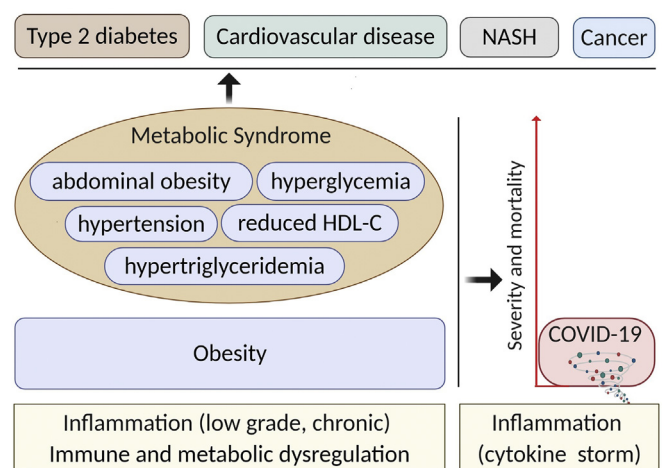 Type 2 diabetes
Cardiovascular disease
NASH
Cancer
Metabolic Syndrome
abdominal obesity
hyperglycemia
hypertension
reduced HDL-C
hypertriglyceridemia
Obesity
Severity and mortality
COVID-19
Inflammation (low grade, chronic)
Immune and metabolic dysregulation
Inflammation
(cytokine storm)